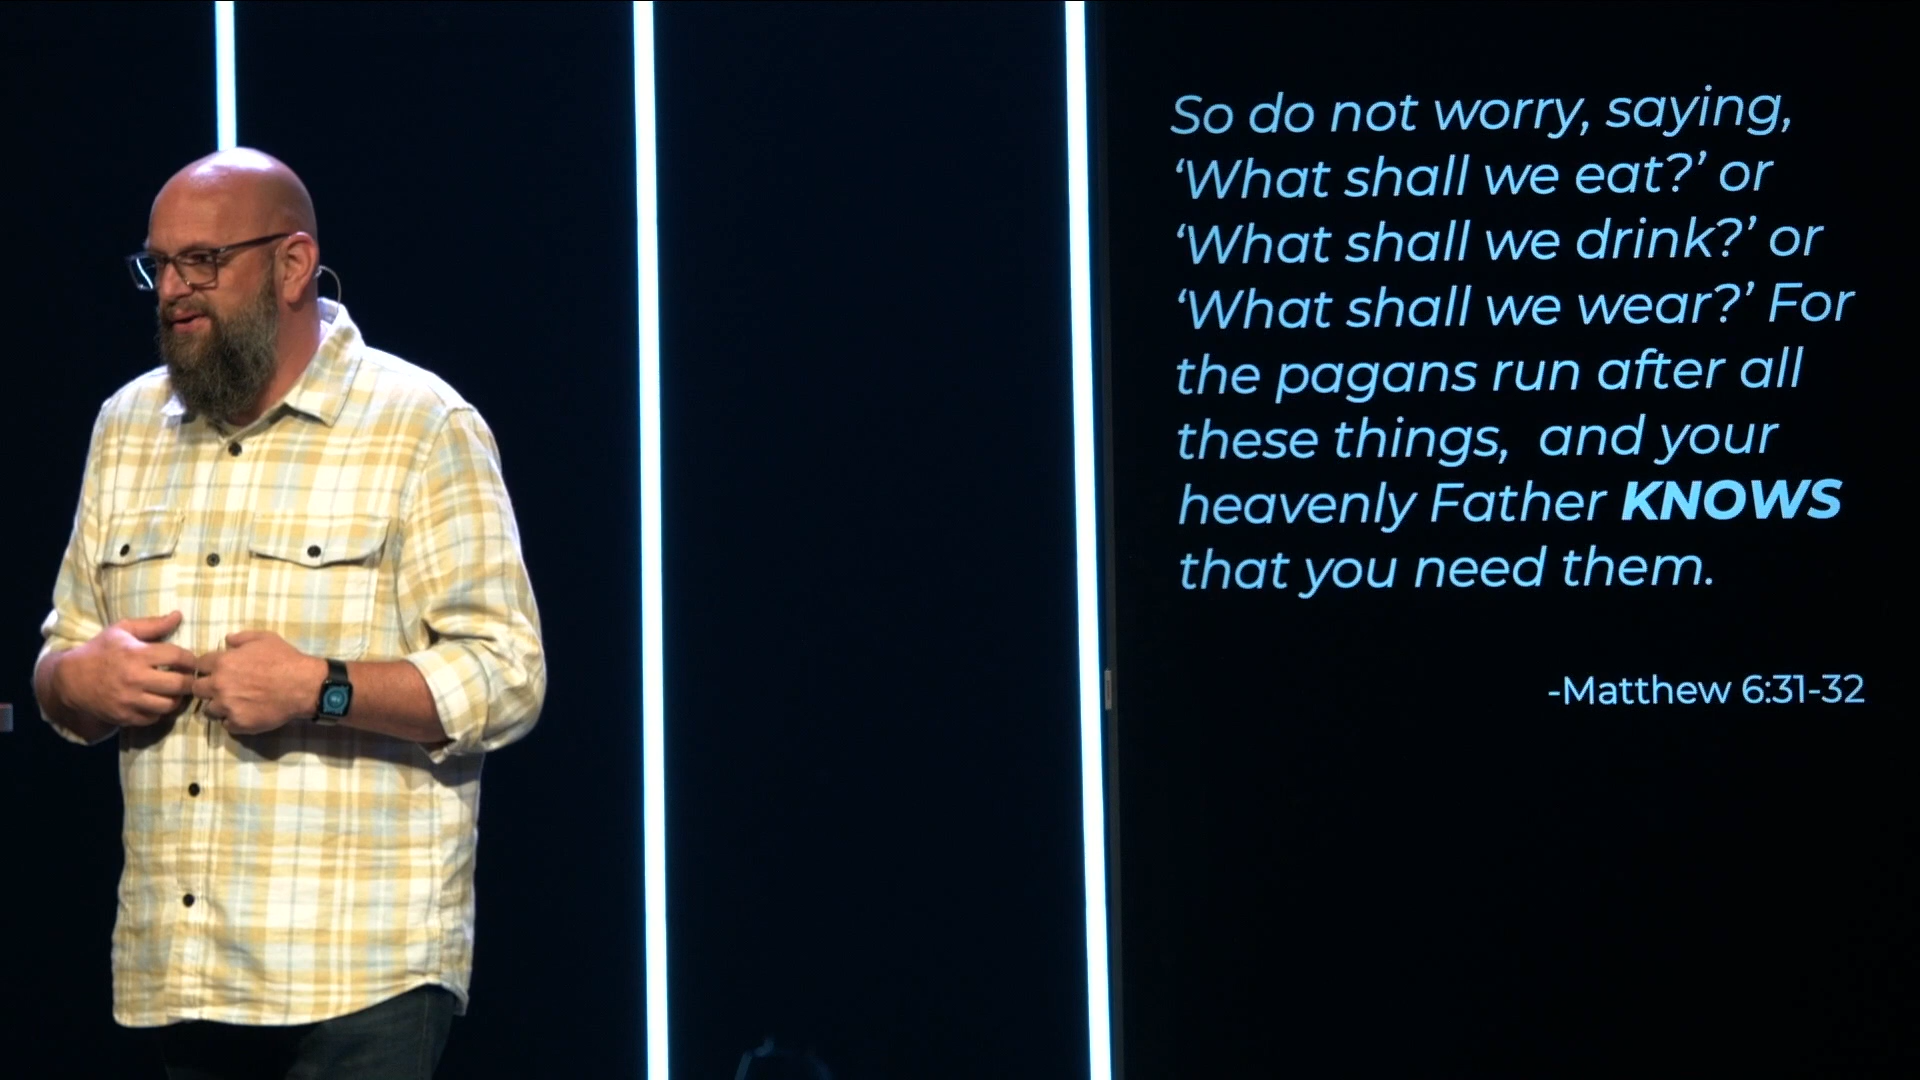 So do not worry, saying,
‘What shall we eat?’ or
‘What shall we drink?’ or
‘What shall we wear?’ For
the pagans run after all
these things,  and your
heavenly Father KNOWS
that you need them.
-Matthew 6:31-32